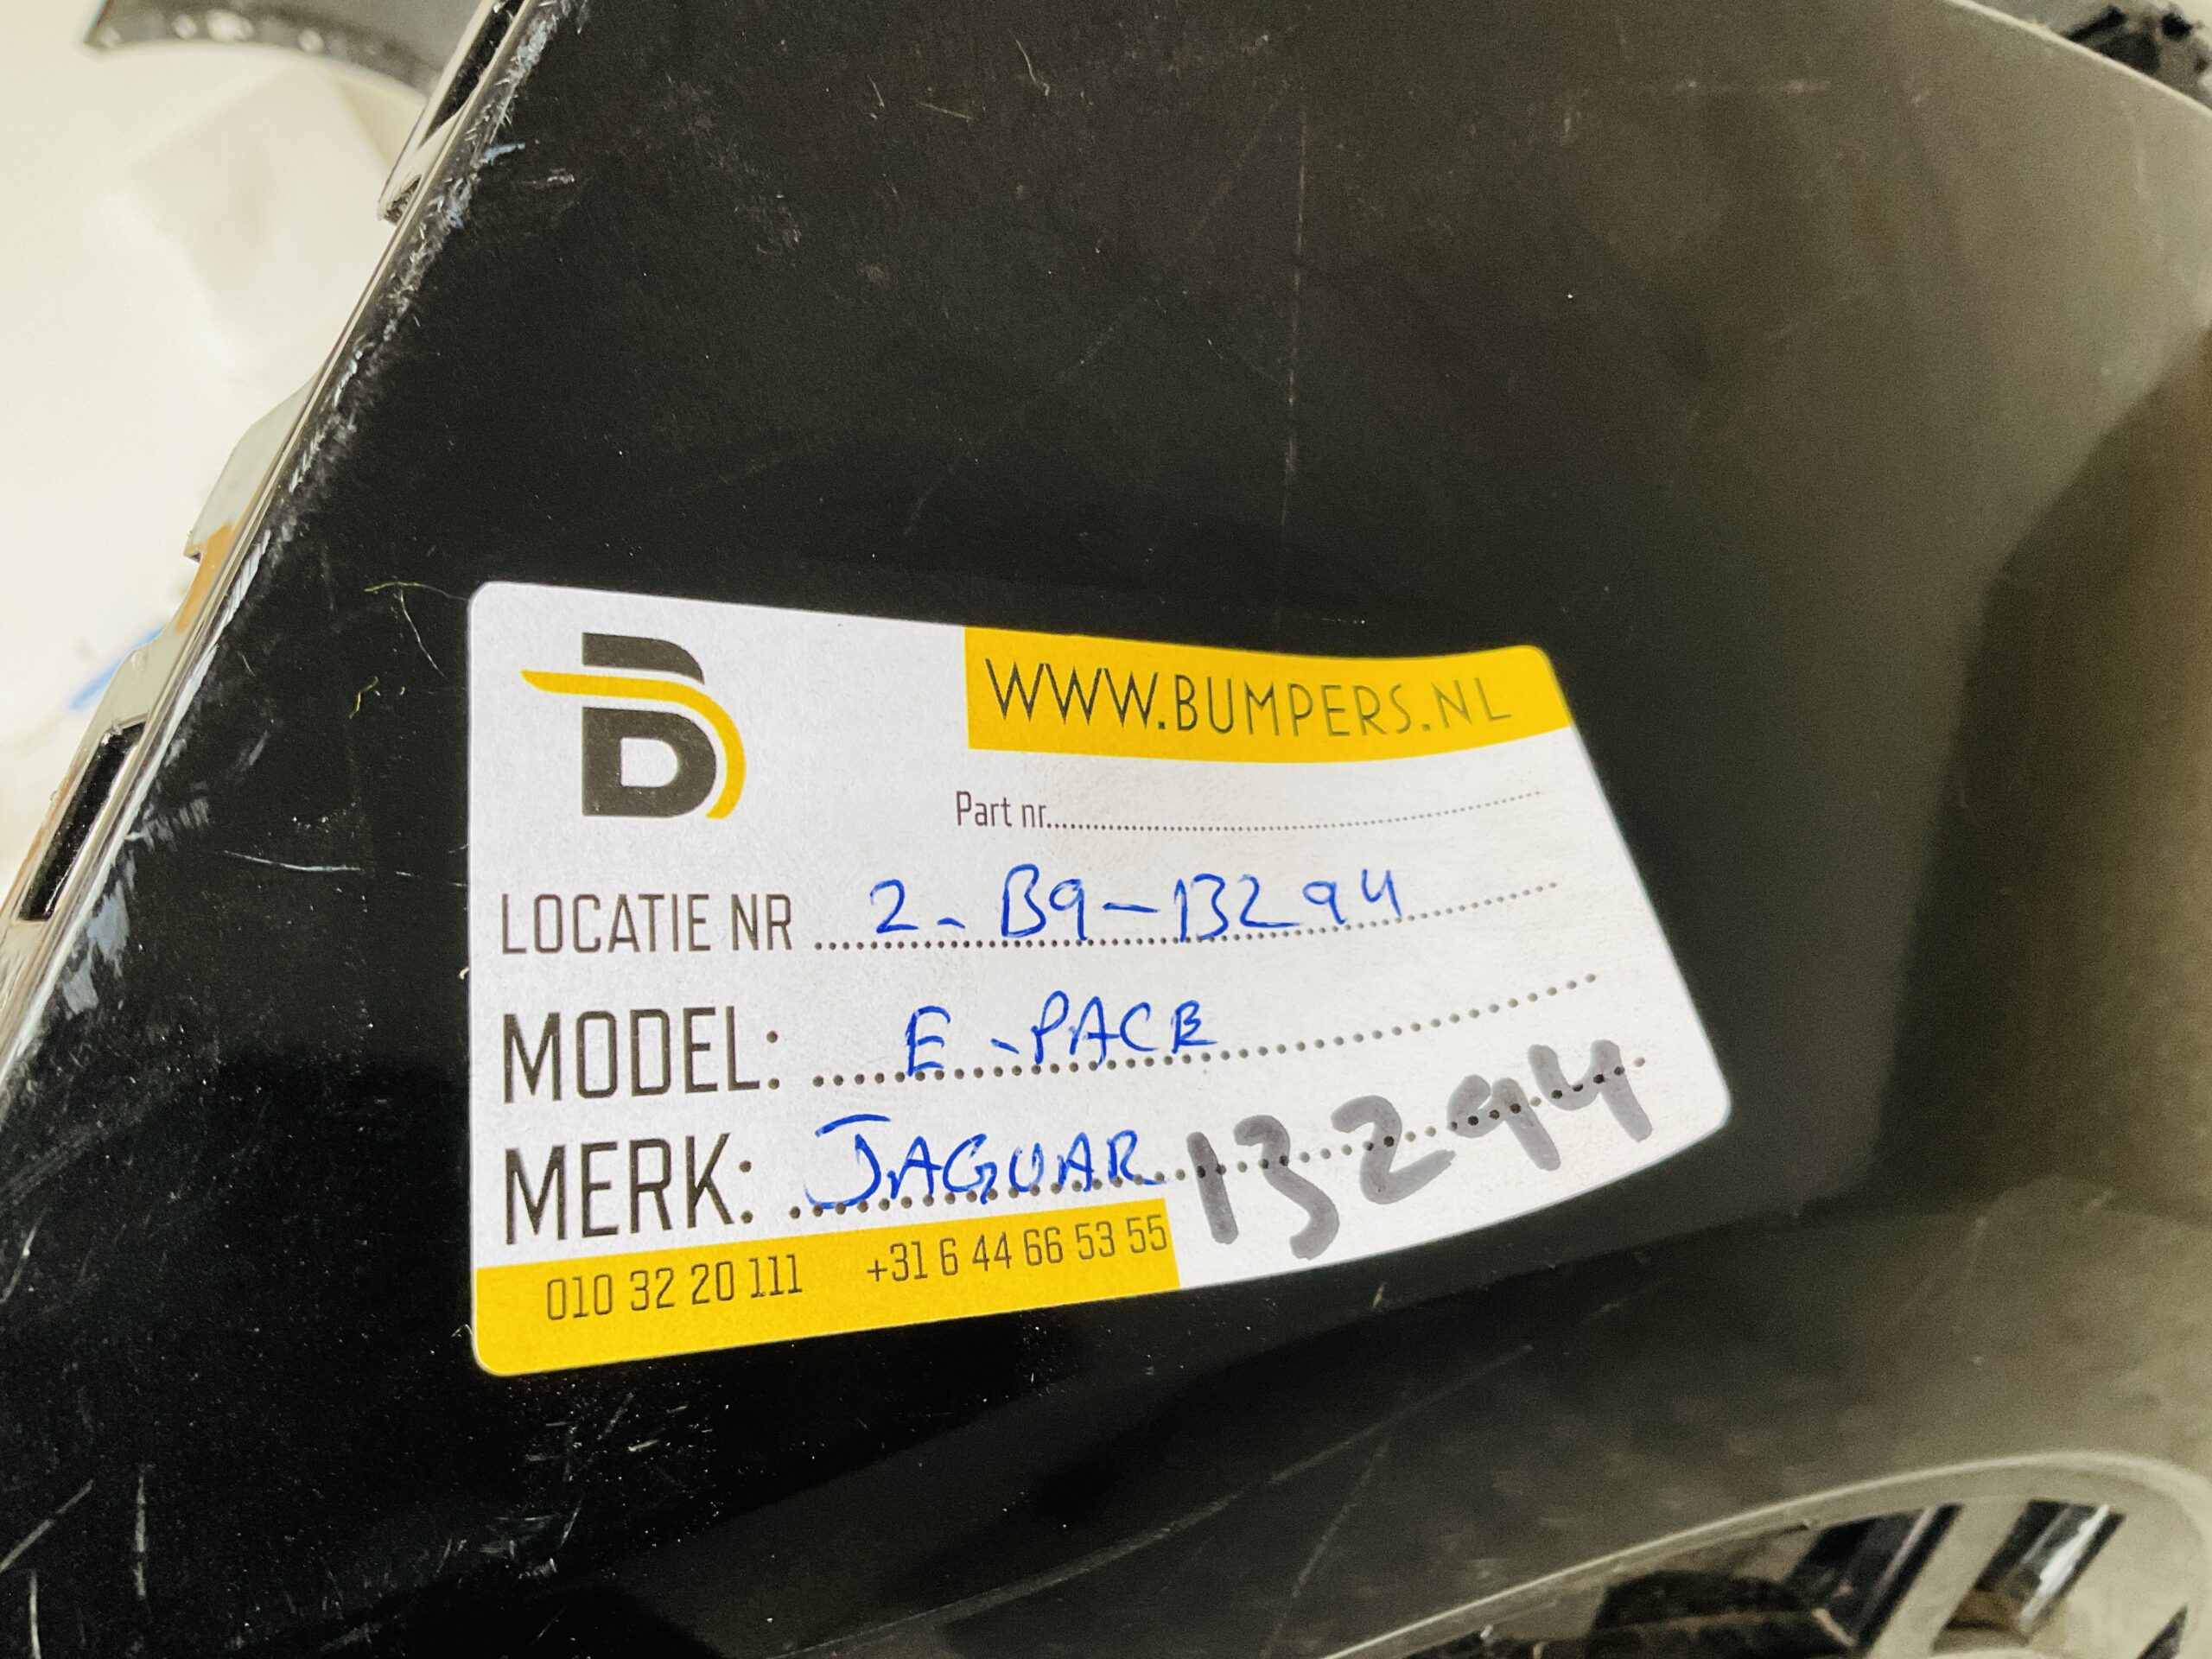 B
WWW.BUMPERS.NL
Part nr..........
LOCATIE NR .......... 2-B9-13294
MODEL: .......... E-PACE
MERK: .......... JAGUAR 13294
010 32 20 111 +31 6 44 66 53 55